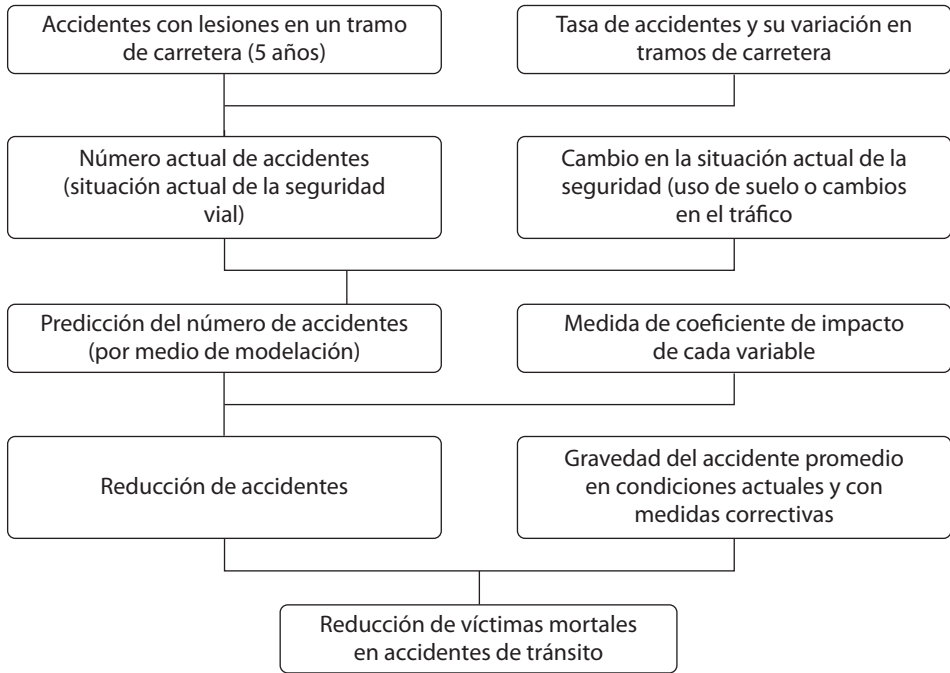 Accidentes con lesiones en un tramo
de carretera (5 años)
Tasa de accidentes y su variación en
tramos de carretera
Número actual de accidentes
(situación actual de la seguridad
vial)
Cambio en la situación actual de la
seguridad (uso de suelo o cambios
en el tráfico
Predicción del número de accidentes
(por medio de modelación)
Medida de coeficiente de impacto
de cada variable
Reducción de accidentes
Gravedad del accidente promedio
en condiciones actuales y con
medidas correctivas
Reducción de víctimas mortales
en accidentes de tránsito